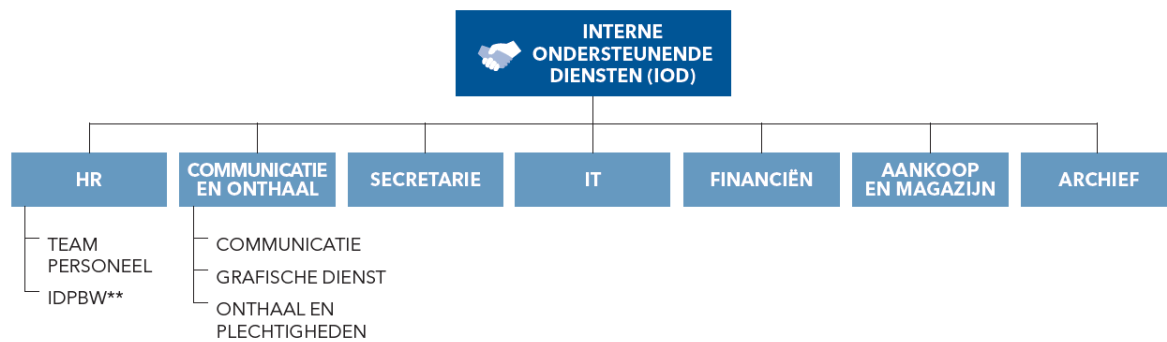 INTERNE
ONDERSTEUNENDE
DIENSTEN (IOD)
HR
COMMUNICATIE
EN ONTHAAL
SECRETARIE
IT
FINANCIËN
AANKOOP
EN MAGAZIJN
ARCHIEF
TEAM
PERSONEEL
IDPBW**
COMMUNICATIE
GRAFISCHE DIENST
ONTHAAL EN
PLECHTIGHEDEN